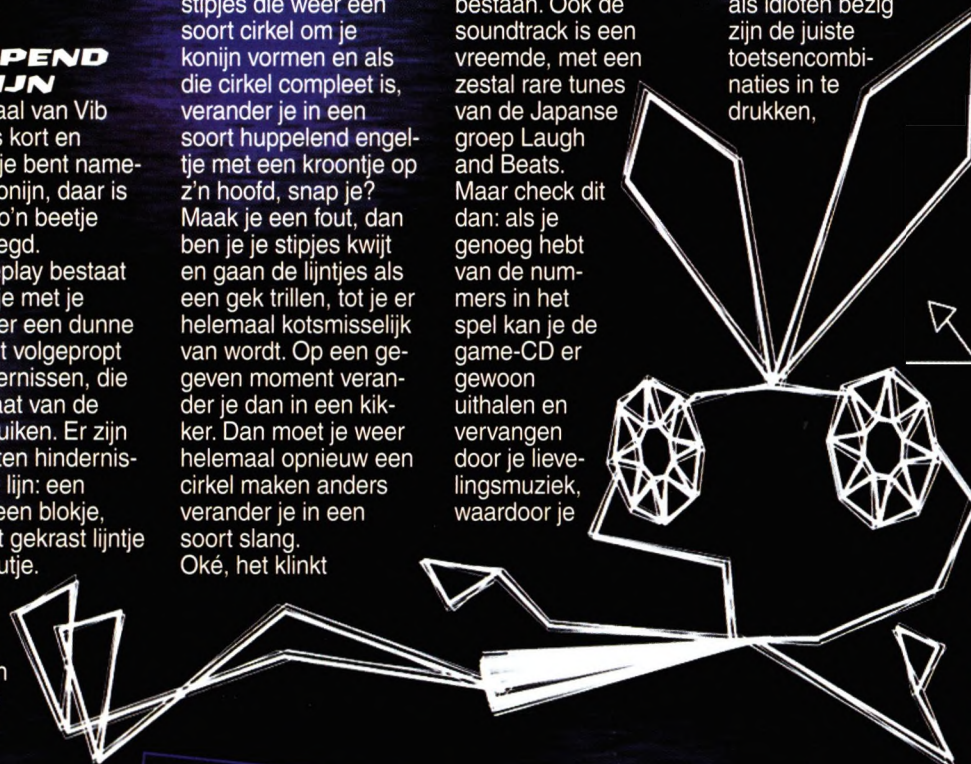 PEND
IJN
aal van Vib
s kort en
je bent name-
onijn, daar is
o'n beetje
egd.
play bestaat
je met je
er een dunne
t volgepropt
ernissen, die
aat van de
uiken. Er zijn
ten hindernis-
lijn: een
een blokje,
t gekrast lijntje
utje.
n
stipjes die weer een
soort cirkel om je
konijn vormen en als
die cirkel compleet is,
verander je in een
soort huppelend engel-
tje met een kroontje op
z'n hoofd, snap je?
Maak je een fout, dan
ben je je stipjes kwijt
en gaan de lijntjes als
een gek trillen, tot je er
helemaal kotsmisselijk
van wordt. Op een ge-
geven moment veran-
der je dan in een kik-
ker. Dan moet je weer
helemaal opnieuw een
cirkel maken anders
verander je in een
soort slang.
Oké, het klinkt
bestaan. Ook de
soundtrack is een
vreemde, met een
zestal rare tunes
van de Japanse
groep Laugh
and Beats.
Maar check dit
dan: als je
genoeg hebt
van de num-
mers in het
spel kan je de
game-CD er
gewoon
uithalen en
vervangen
door je lieve-
lingsmuziek,
waardoor je
als idioten bezig
zijn de juiste
toetsencombi-
naties in te
drukken,